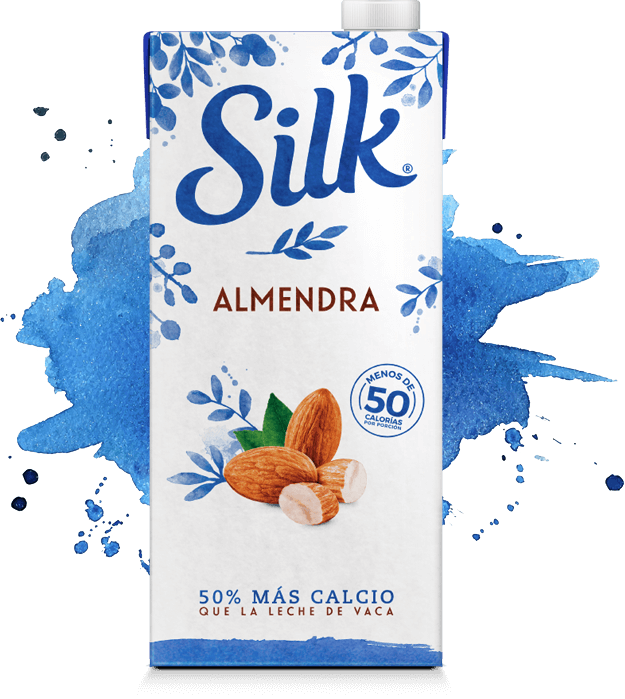 Silk®
ALMENDRA
MENOS DE
50
CALORÍAS
POR PORCIÓN
50% MÁS CALCIO
QUE LA LECHE DE VACA